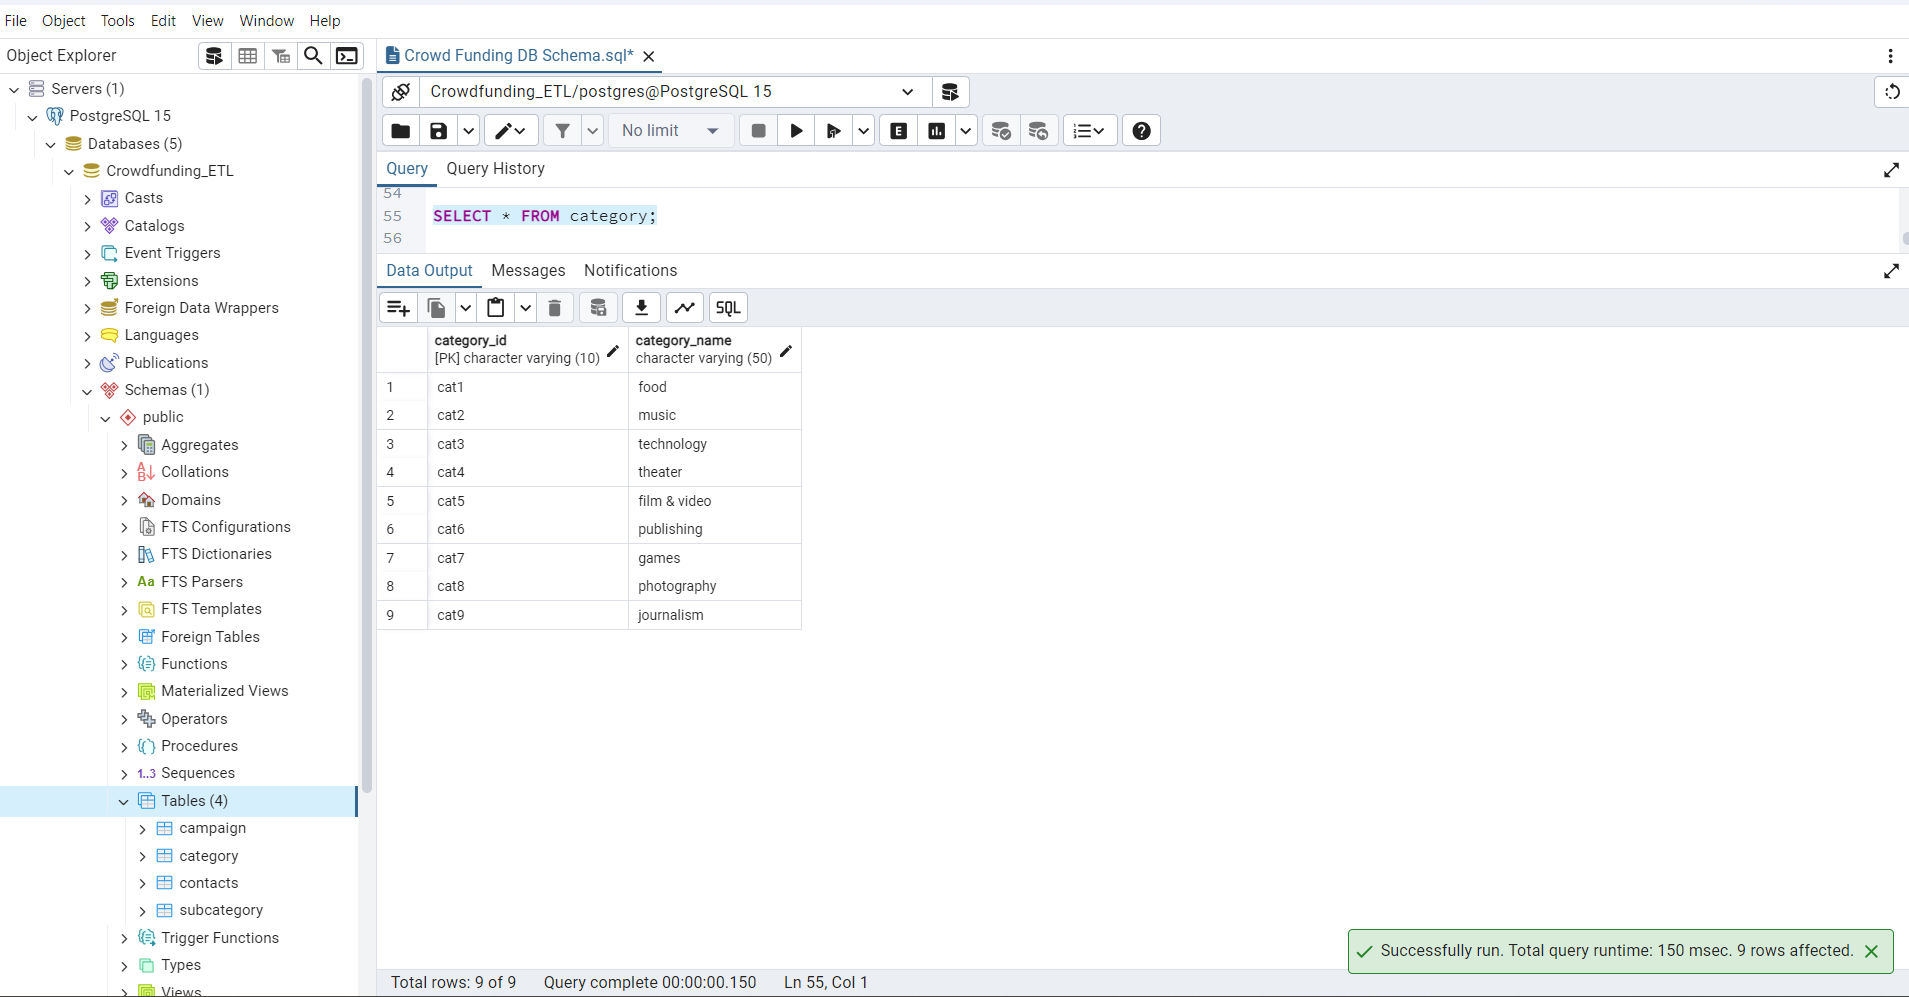 File Object Tools Edit View Window Help
Object Explorer
Servers (1)
PostgreSQL 15
Databases (5)
Crowdfunding_ETL
Casts
Catalogs
Event Triggers
Extensions
Foreign Data Wrappers
Languages
Publications
Schemas (1)
public
Aggregates
Collations
Domains
FTS Configurations
FTS Dictionaries
Aa FTS Parsers
FTS Templates
Foreign Tables
Functions
Materialized Views
Operators
Procedures
1..3 Sequences
Tables (4)
campaign
category
contacts
subcategory
Trigger Functions
Types
Views
Crowd Funding DB Schema.sql*
Crowdfunding_ETL/postgres@PostgreSQL 15
No limit
E
Query Query History
54
55 SELECT * FROM category;
56
Data Output Messages Notifications
SQL
category_id category_name
[PK] character varying (10) character varying (50)
1 cat1 food
2 cat2 music
3 cat3 technology
4 cat4 theater
5 cat5 film & video
6 cat6 publishing
7 cat7 games
8 cat8 photography
9 cat9 journalism
Successfully run. Total query runtime: 150 msec. 9 rows affected.
Total rows: 9 of 9 Query complete 00:00:00.150 Ln 55, Col 1